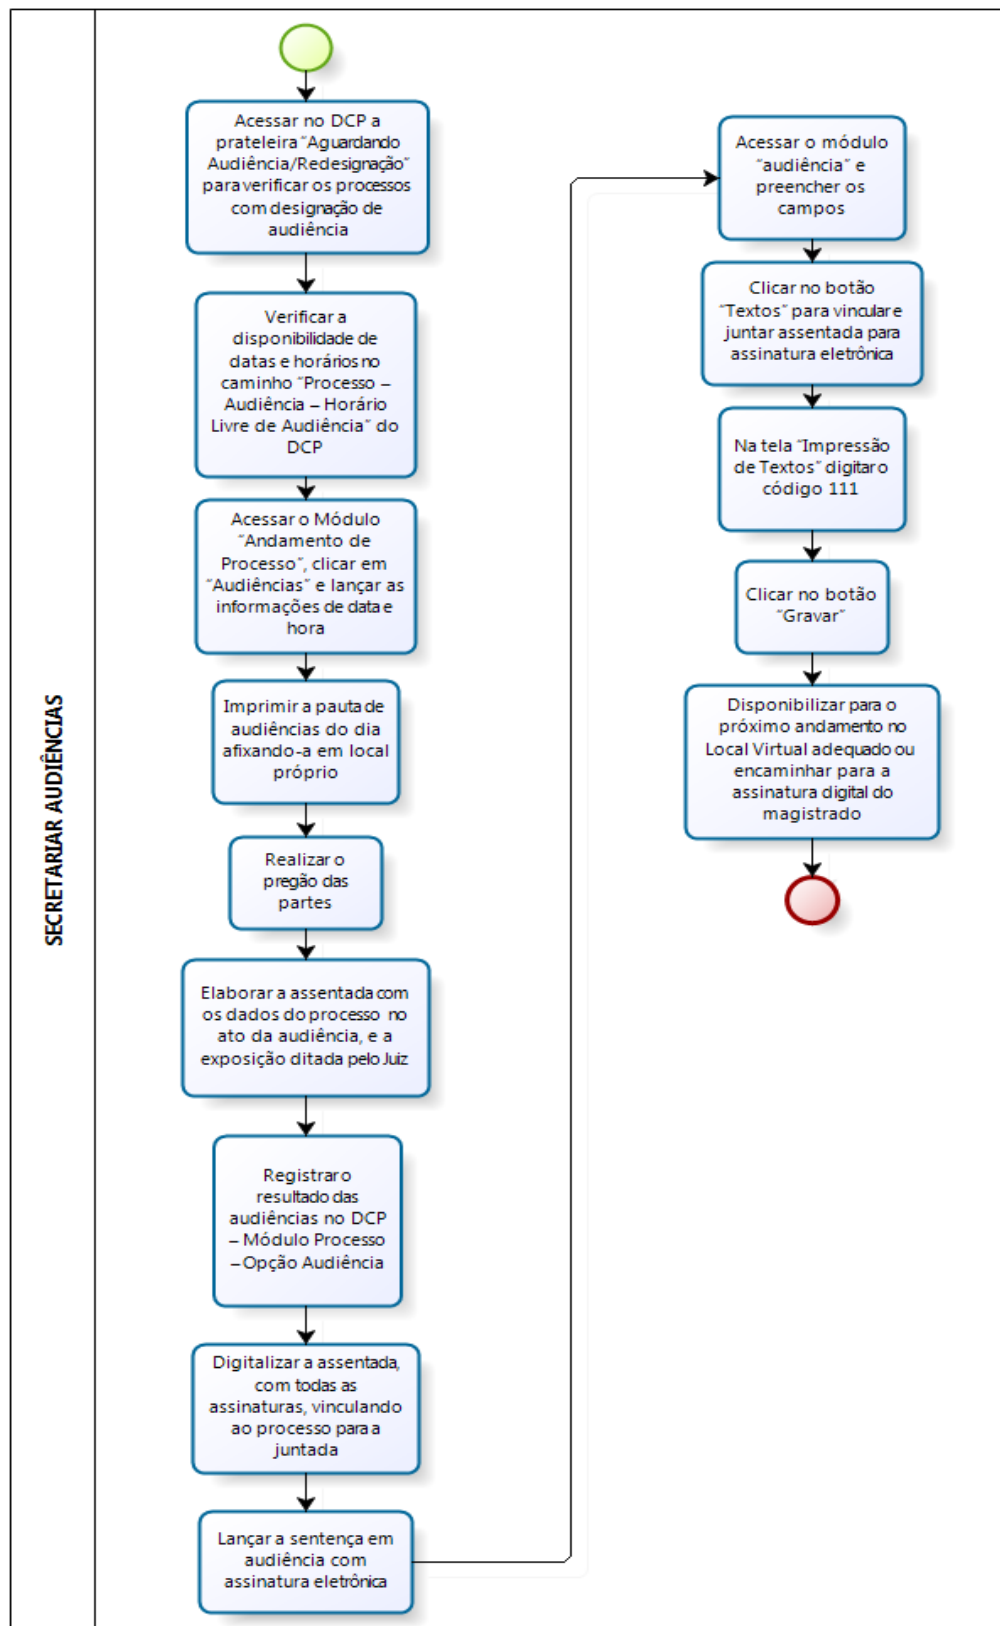 SECRETARIAR AUDIÊNCIAS
Acessar no DCP a
prateleira “Aguardando
Audiência/Redesignação”
para verificar os processos
com designação de
audiência
Verificar a
disponibilidade de
datas e horários no
caminho “Processo –
Audiência – Horário
Livre de Audiência” do
DCP
Acessar o Módulo
“Andamento de
Processo”, clicar em
“Audiências” e lançar as
informações de data e
hora
Imprimir a pauta de
audiências do dia
afixando-a em local
próprio
Realizar o
pregão das
partes
Elaborar a assentada com
os dados do processo no
ato da audiência, e a
exposição ditada pelo Juiz
Registrar o
resultado das
audiências no DCP
– Módulo Processo
– Opção Audiência
Digitalizar a assentada,
com todas as
assinaturas, vinculando
ao processo para a
juntada
Lançar a sentença em
audiência com
assinatura eletrônica
Acessar o módulo
“audiência” e
preencher os
campos
Clicar no botão
“Textos” para vincular e
juntar assentada para
assinatura eletrônica
Na tela “Impressão
de Textos” digitar o
código 111
Clicar no botão
“Gravar”
Disponibilizar para o
próximo andamento no
Local Virtual adequado ou
encaminhar para a
assinatura digital do
magistrado